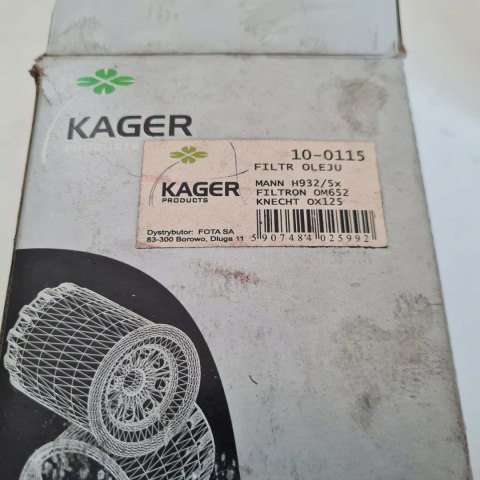 KAGER
10-0115
FILTR OLEJU
KAGER
PRODUCTS
MANN H932/5x
FILTRON OM652
KNECHT OX125
Dystrybutor: FOTA SA
83-300 Borowo, Długa 11
5 907484 025992